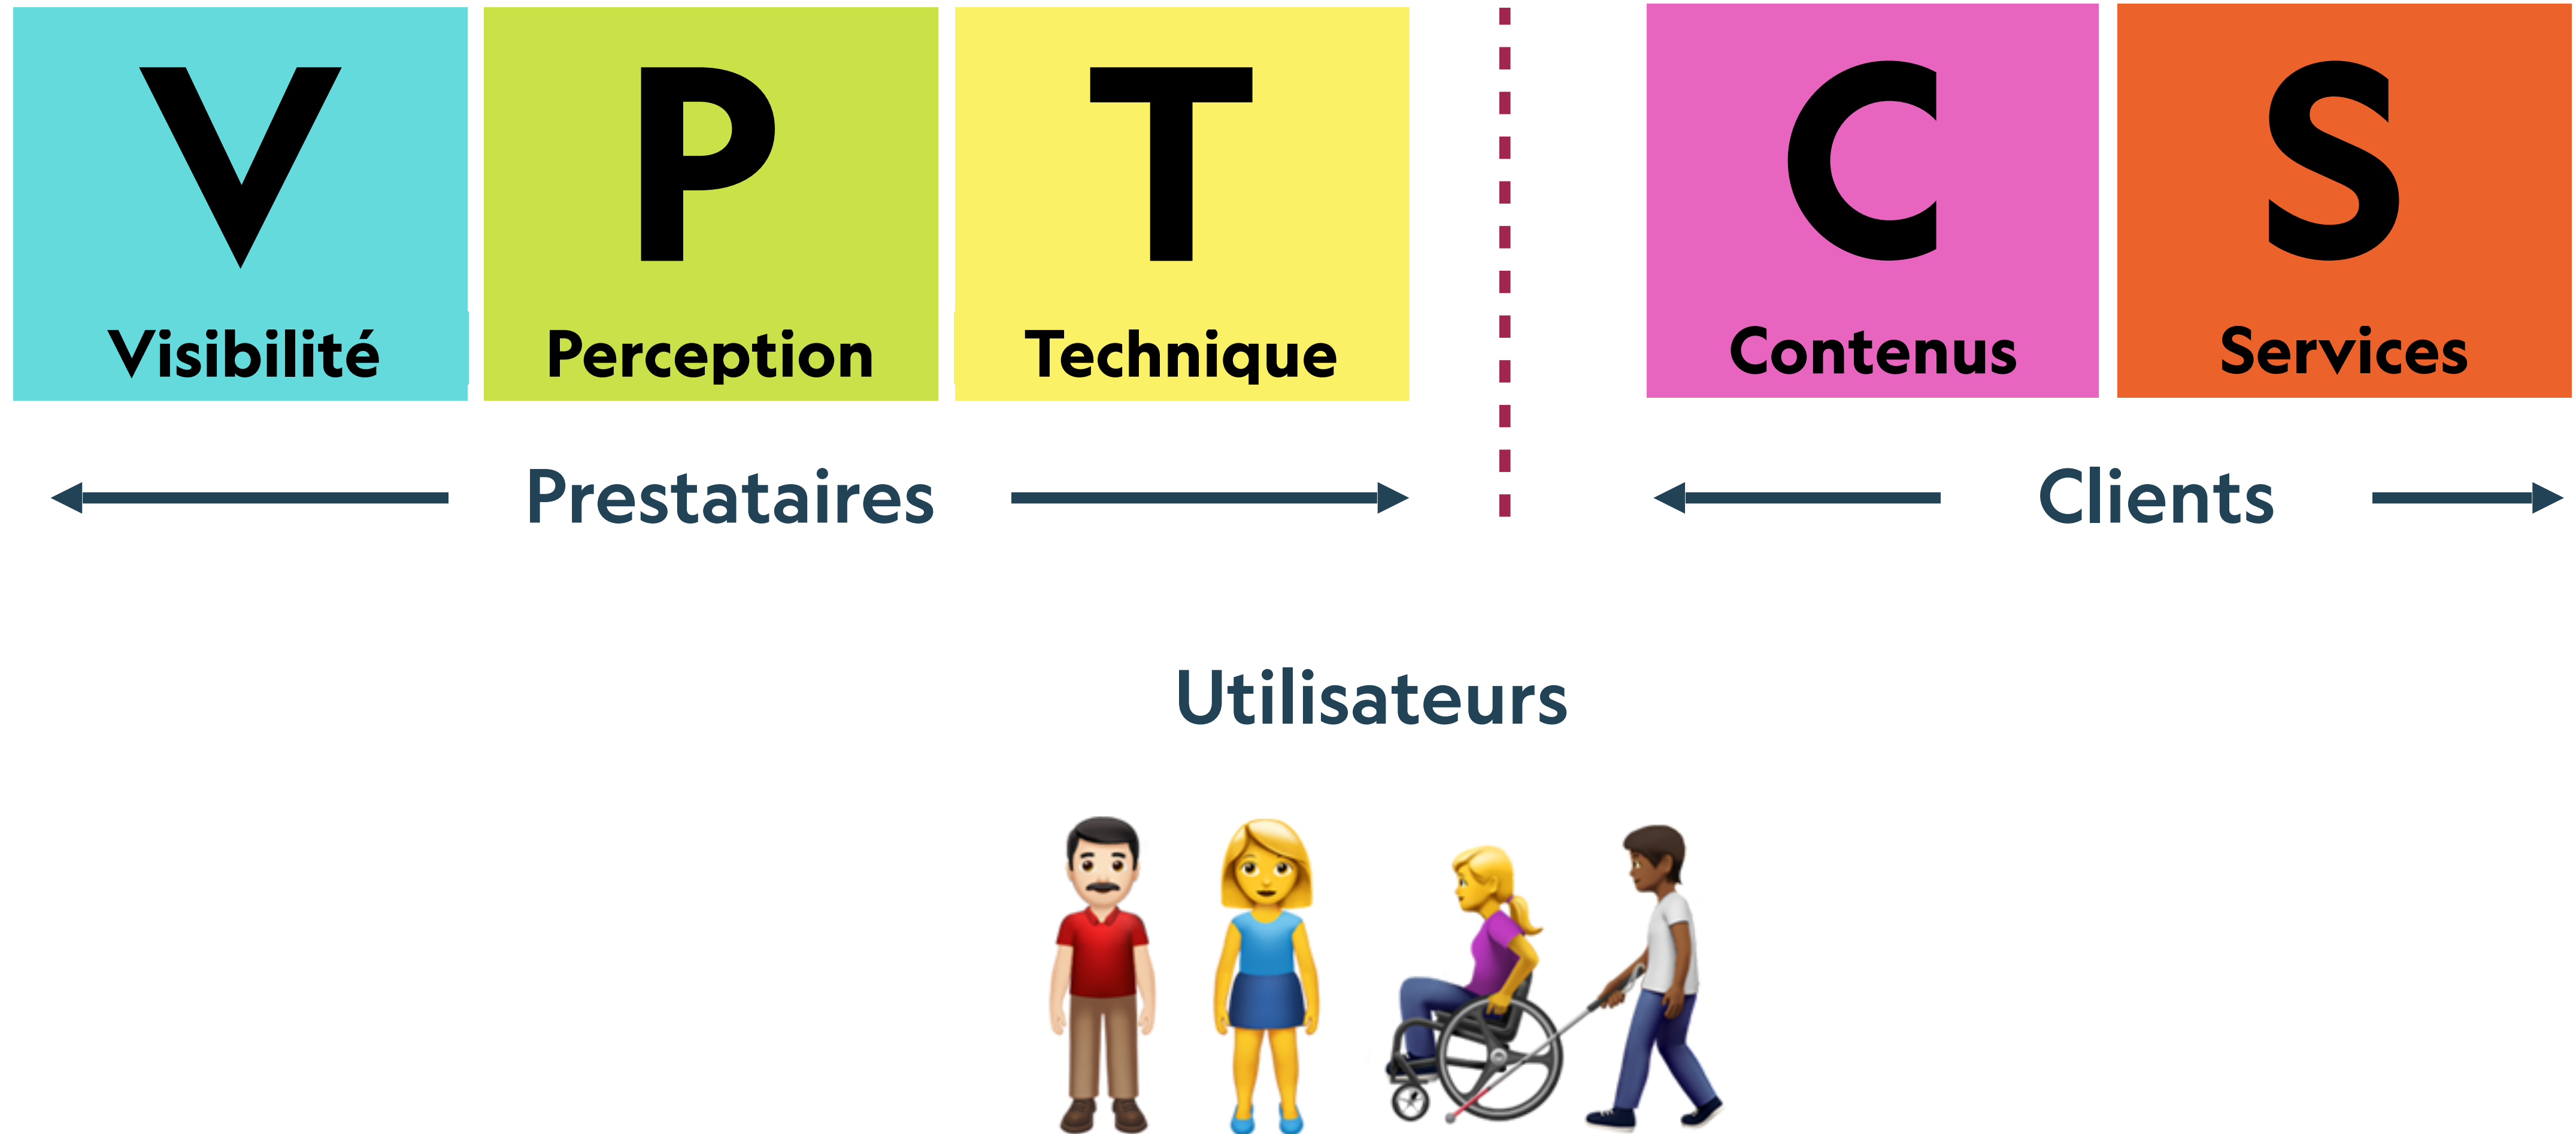 V P T C S
Visibilité Perception Technique Contenus Services
Prestataires Clients
Utilisateurs